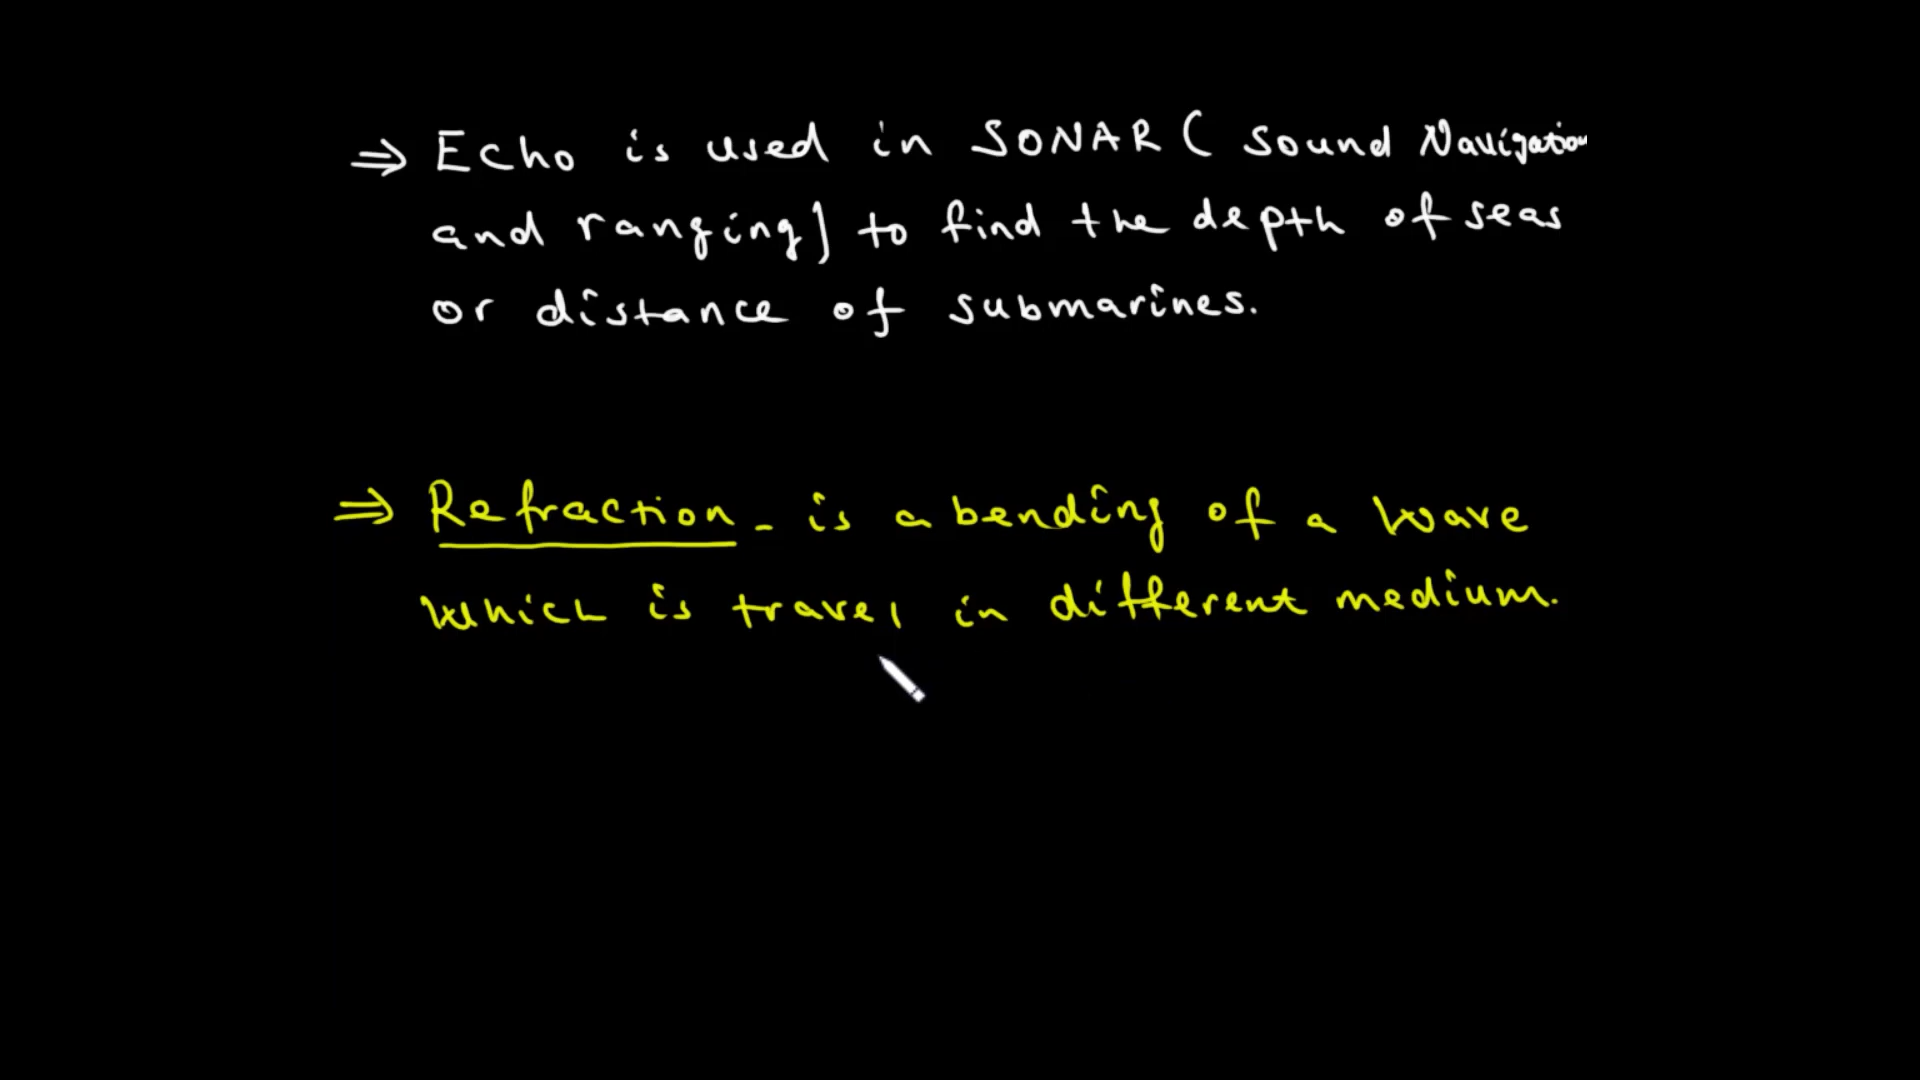 ⇒ Echo is used in SONAR ( Sound Navigation
and ranging) to find the depth of seas
or distance of submarines.
⇒ Refraction - is a bending of a wave
which is travel in different medium.